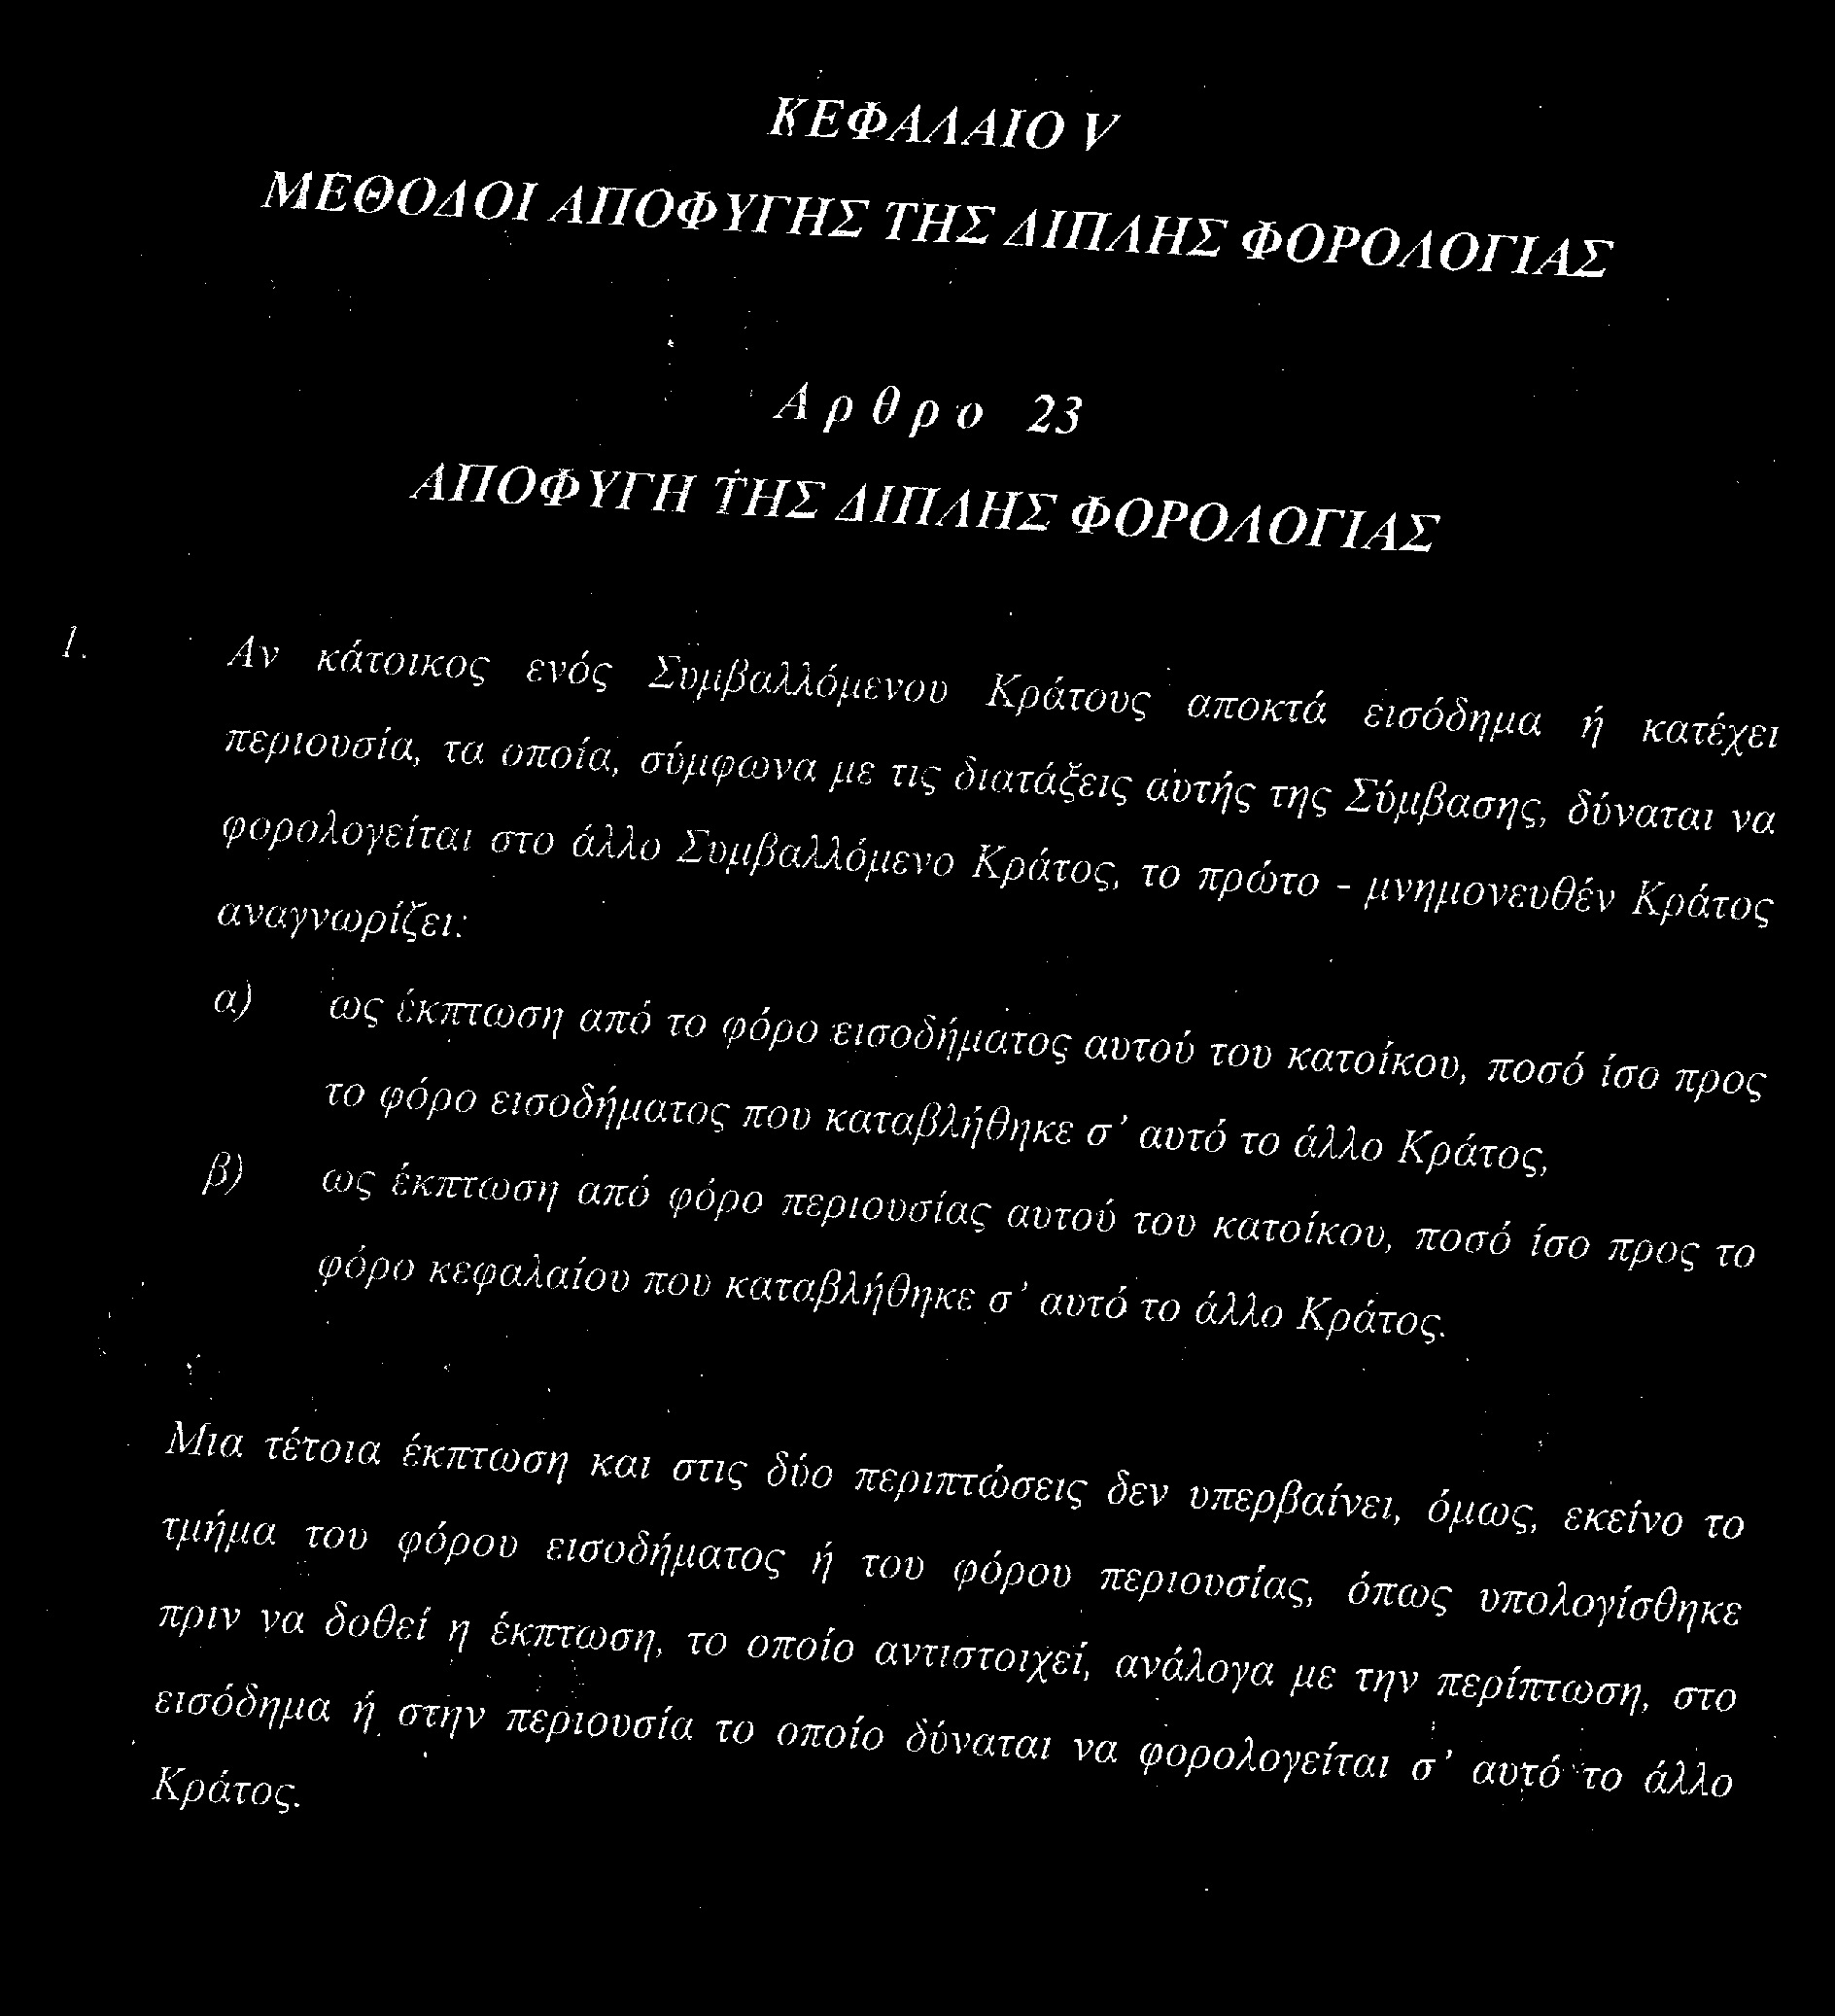 ΚΕΦΑΛΑΙΟ V
ΜΕΘΟΔΟΙ ΑΠΟΦΥΓΗΣ ΤΗΣ ΔΙΠΛΗΣ ΦΟΡΟΛΟΓΙΑΣ
Α ρ θ ρ ο 23
ΑΠΟΦΥΓΗ ΤΗΣ ΔΙΠΛΗΣ ΦΟΡΟΛΟΓΙΑΣ
1. Αν κάτοικος ενός Συμβαλλόμενου Κράτους αποκτά εισόδημα ή κατέχει
περιουσία, τα οποία, σύμφωνα με τις διατάξεις αυτής της Σύμβασης, δύναται να
φορολογείται στο άλλο Συμβαλλόμενο Κράτος, το πρώτο - μνημονευθέν Κράτος
αναγνωρίζει:
α) ως έκπτωση από το φόρο εισοδήματος αυτού του κατοίκου, ποσό ίσο προς
το φόρο εισοδήματος που καταβλήθηκε σ' αυτό το άλλο Κράτος,
β) ως έκπτωση από φόρο περιουσίας αυτού του κατοίκου, ποσό ίσο προς το
φόρο κεφαλαίου που καταβλήθηκε σ' αυτό το άλλο Κράτος.
Μια τέτοια έκπτωση και στις δύο περιπτώσεις δεν υπερβαίνει, όμως, εκείνο το
τμήμα του φόρου εισοδήματος ή του φόρου περιουσίας, όπως υπολογίσθηκε
πριν να δοθεί η έκπτωση, το οποίο αντιστοιχεί, ανάλογα με την περίπτωση, στο
εισόδημα ή στην περιουσία το οποίο δύναται να φορολογείται σ' αυτό το άλλο
Κράτος.